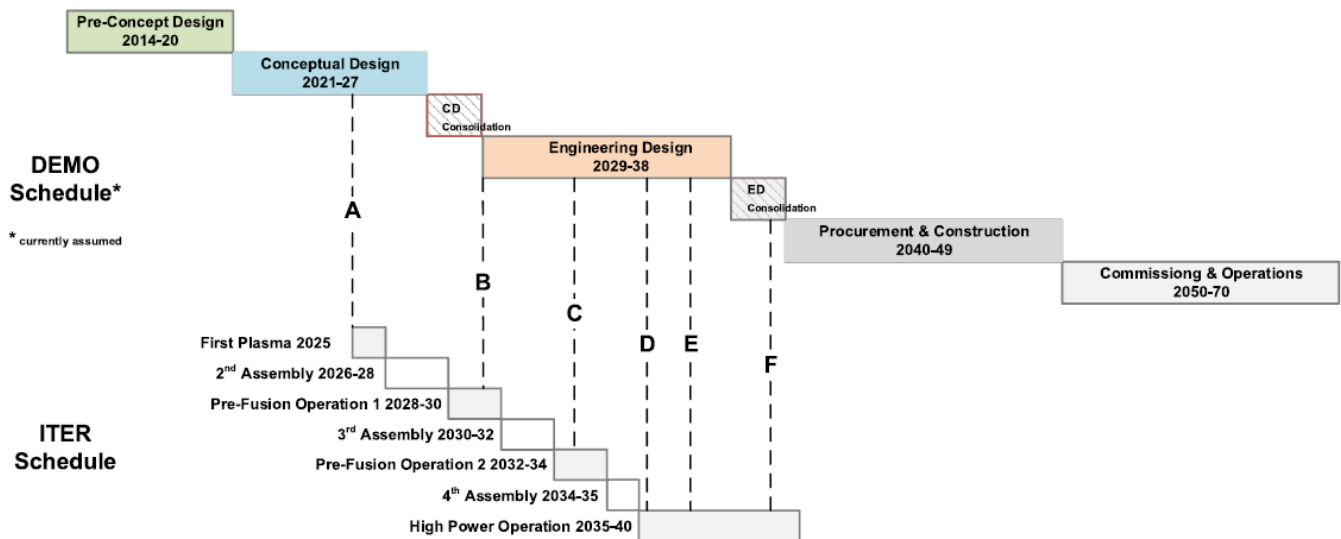 Pre-Concept Design
2014-20
Conceptual Design
2021-27
CD
Consolidation
Engineering Design
2029-38
DEMO
Schedule*
* currently assumed
ED
Consolidation
Procurement & Construction
2040-49
Commissiong & Operations
2050-70
A
B
C
D
E
F
First Plasma 2025
2nd Assembly 2026-28
Pre-Fusion Operation 1 2028-30
3rd Assembly 2030-32
ITER
Schedule
Pre-Fusion Operation 2 2032-34
4th Assembly 2034-35
High Power Operation 2035-40